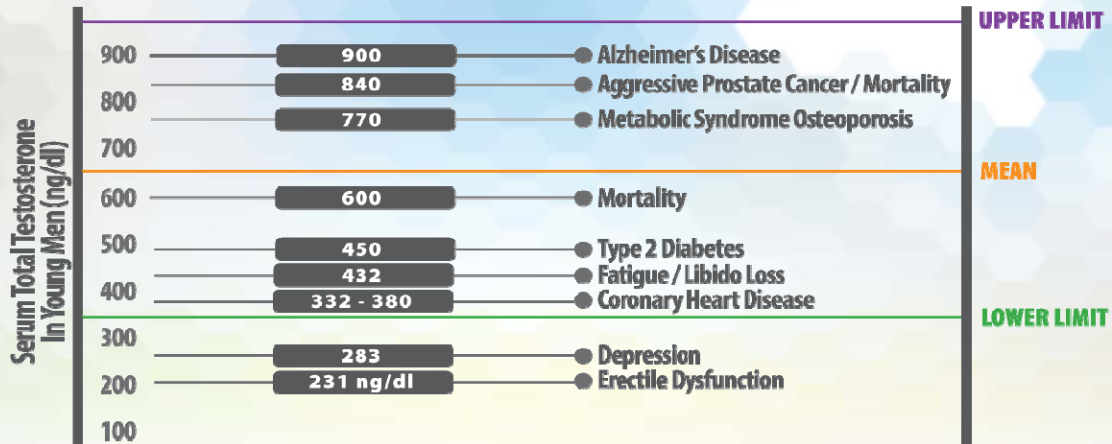 UPPER LIMIT
900 900 Alzheimer's Disease
840 Aggressive Prostate Cancer / Mortality
800
770 Metabolic Syndrome Osteoporosis
700
MEAN
600 600 Mortality
500 450 Type 2 Diabetes
432 Fatigue / Libido Loss
400 332 - 380 Coronary Heart Disease
LOWER LIMIT
300
283 Depression
200 231 ng/dl Erectile Dysfunction
100
Serum Total Testosterone
In Young Men (ng/dl)